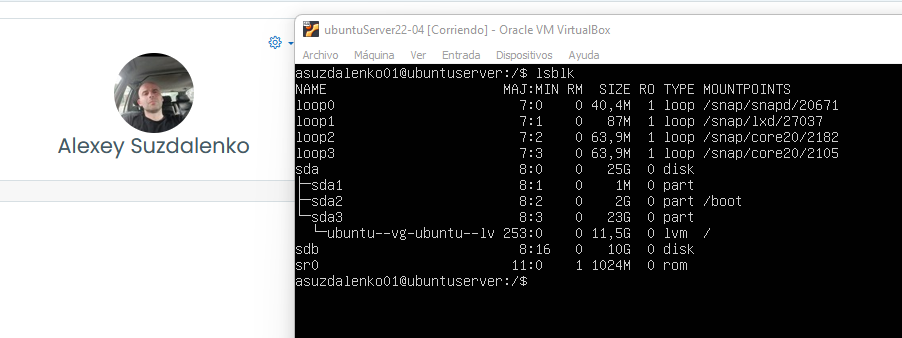 Alexey Suzdalenko
ubuntuServer22-04 [Corriendo] - Oracle VM VirtualBox
Archivo Máquina Ver Entrada Dispositivos Ayuda
asuzdalenko01@ubuntuserver:/$ lsblk
NAME MAJ:MIN RM SIZE RO TYPE MOUNTPOINTS
loop0 7:0 0 40,4M 1 loop /snap/snapd/20671
loop1 7:1 0 87M 1 loop /snap/lxd/27037
loop2 7:2 0 63,9M 1 loop /snap/core20/2182
loop3 7:3 0 63,9M 1 loop /snap/core20/2105
sda 8:0 0 25G 0 disk
├─sda1 8:1 0 1M 0 part
├─sda2 8:2 0 2G 0 part /boot
└─sda3 8:3 0 23G 0 part
  └─ubuntu--vg-ubuntu--lv 253:0 0 11,5G 0 lvm /
sdb 8:16 0 10G 0 disk
sr0 11:0 1 1024M 0 rom
asuzdalenko01@ubuntuserver:/$